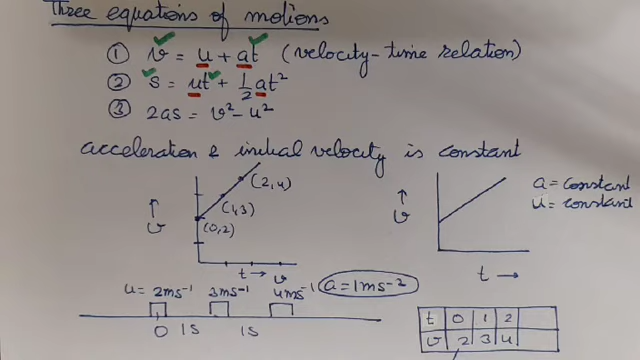 Three equations of motions
① v = u + at (velocity-time relation)
② s = ut + 1/2 at²
③ 2as = v² - u²
acceleration & initial velocity is constant
(2,4)
(1,3)
(0,2)
↑
v
t →
↑
v
t →
a = constant
u = constant
u = 2ms⁻¹ 3ms⁻¹ v 4ms⁻¹ a = 1ms-2
0 1s 1s
t 0 1 2
v 2 3 4